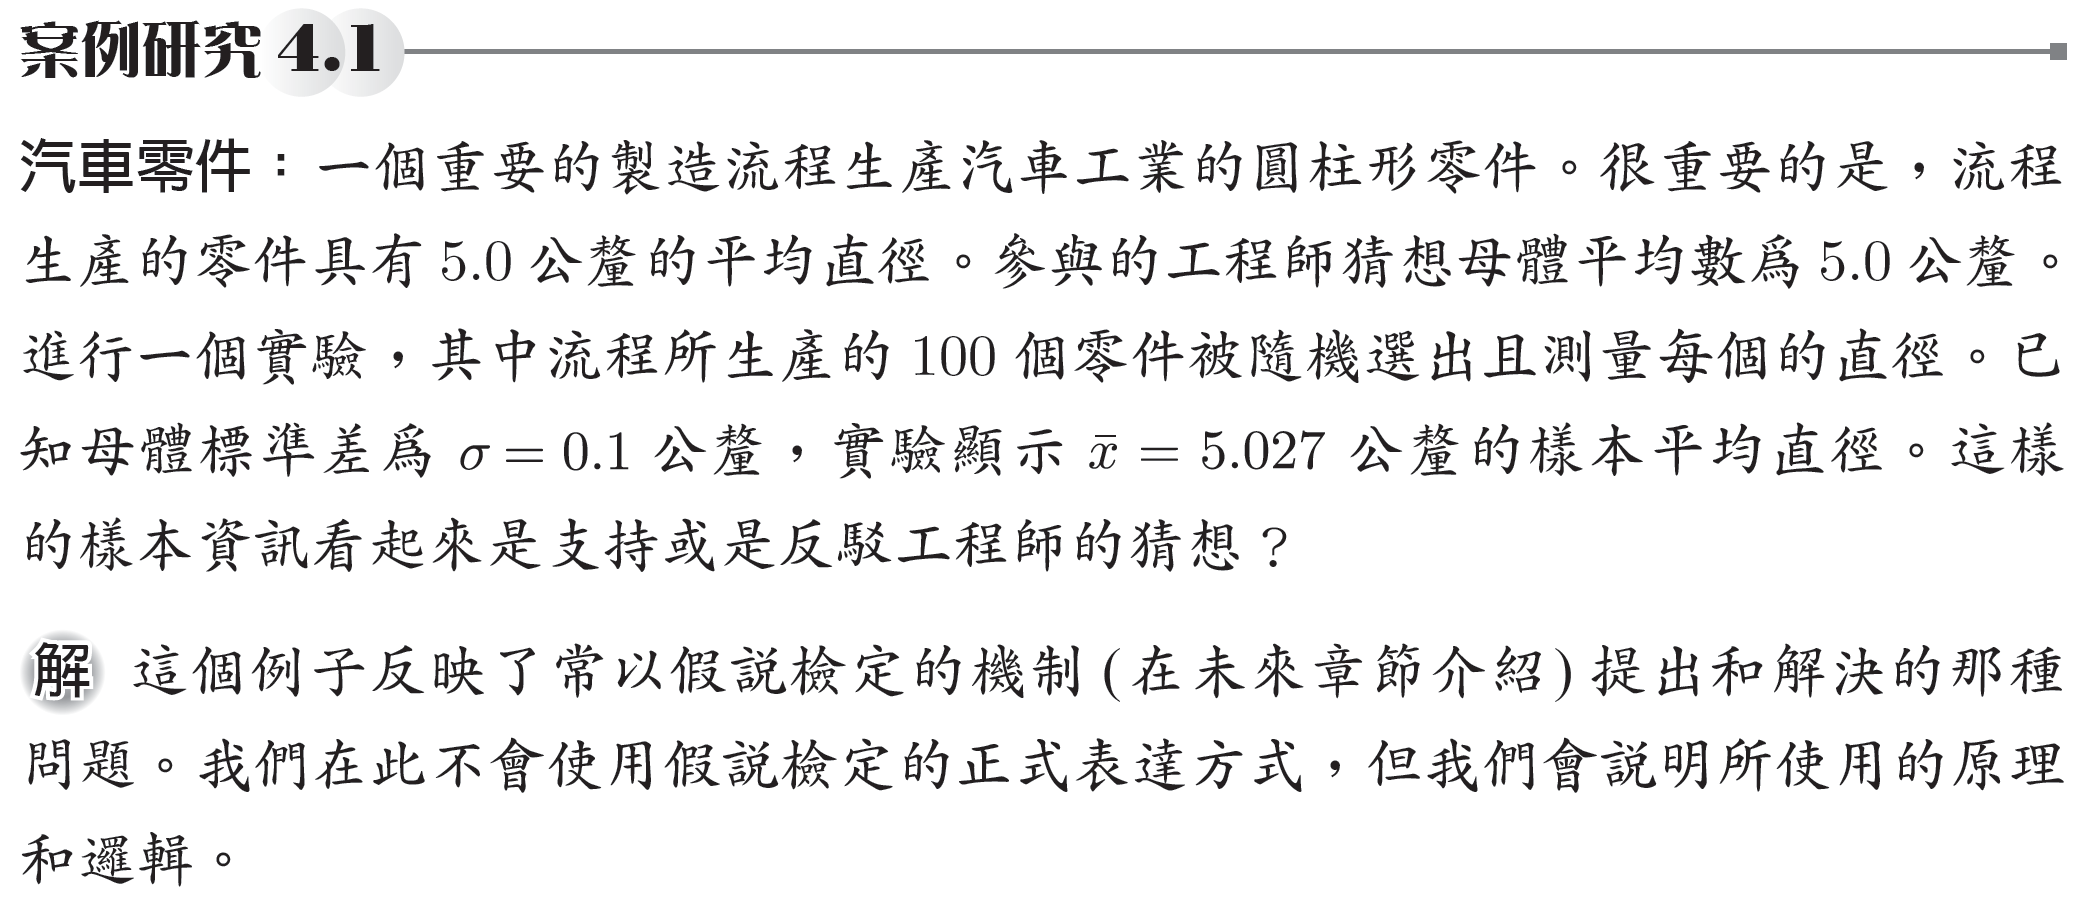 案例研究 4.1
汽車零件：一個重要的製造流程生產汽車工業的圓柱形零件。很重要的是，流程
生產的零件具有 5.0 公釐的平均直徑。參與的工程師猜想母體平均數爲 5.0 公釐。
進行一個實驗，其中流程所生產的 100 個零件被隨機選出且測量每個的直徑。已
知母體標準差爲 σ = 0.1 公釐，實驗顯示 x̄ = 5.027 公釐的樣本平均直徑。這樣
的樣本資訊看起來是支持或是反駁工程師的猜想？
解 這個例子反映了常以假說檢定的機制 (在未來章節介紹) 提出和解決的那種
問題。我們在此不會使用假說檢定的正式表達方式，但我們會說明所使用的原理
和邏輯。